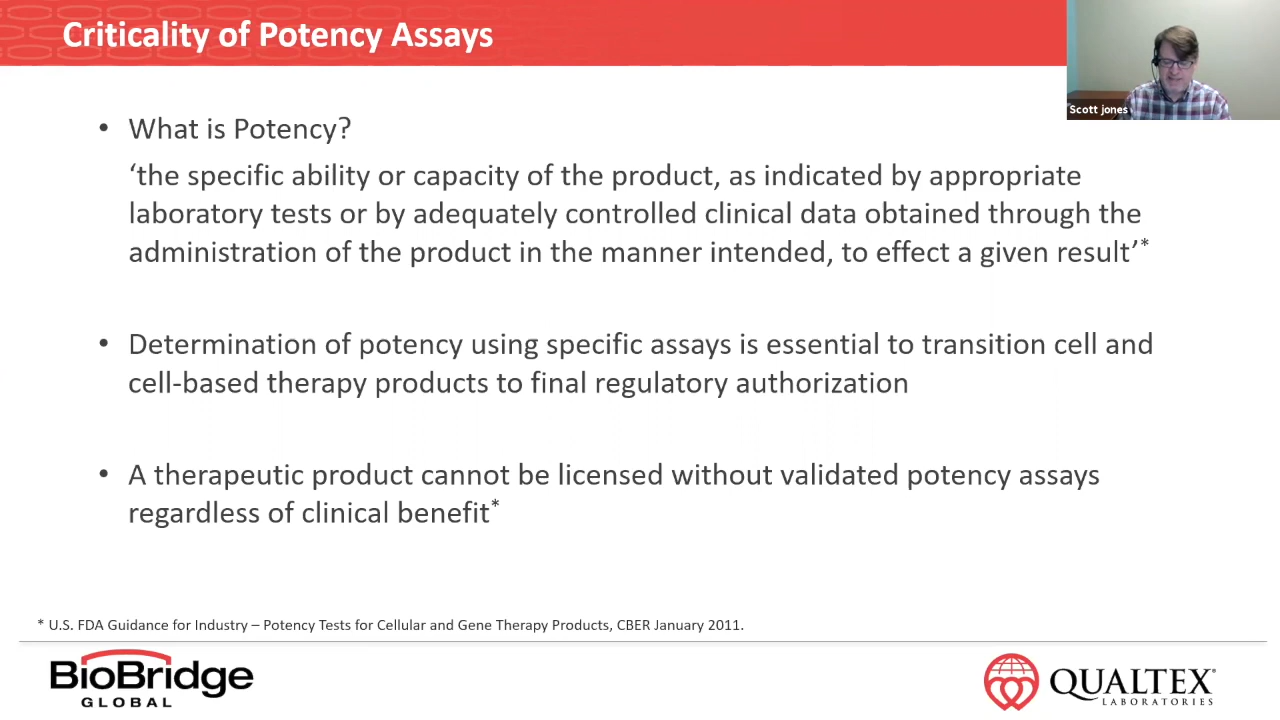 Criticality of Potency Assays
Scott jones
• What is Potency?
‘the specific ability or capacity of the product, as indicated by appropriate
laboratory tests or by adequately controlled clinical data obtained through the
administration of the product in the manner intended, to effect a given result’*
• Determination of potency using specific assays is essential to transition cell and
cell-based therapy products to final regulatory authorization
• A therapeutic product cannot be licensed without validated potency assays
regardless of clinical benefit*
* U.S. FDA Guidance for Industry – Potency Tests for Cellular and Gene Therapy Products, CBER January 2011.
BioBridge
GLOBAL
QUALTEX®
LABORATORIES